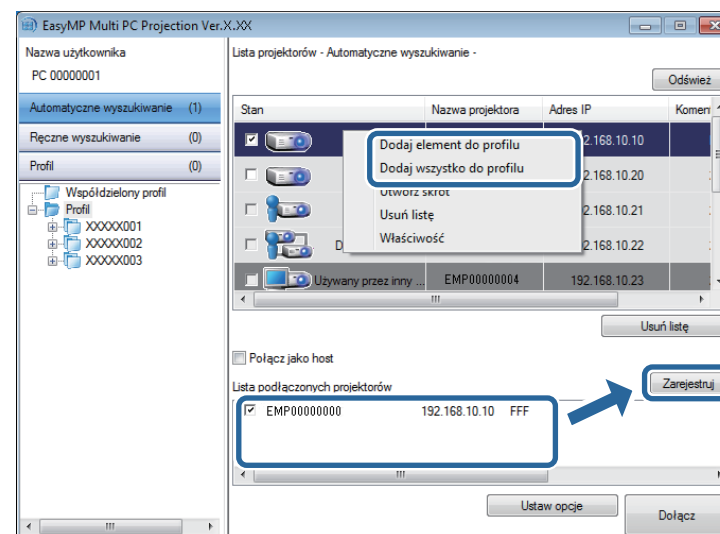 EasyMP Multi PC Projection Ver.X.XX
Nazwa użytkownika
PC 00000001
Automatyczne wyszukiwanie (1)
Ręczne wyszukiwanie (0)
Profil (0)
Współdzielony profil
Profil
XXXXX001
XXXXX002
XXXXX003
Lista projektorów - Automatyczne wyszukiwanie -
Odśwież
Stan Nazwa projektora Adres IP Koment
2.168.10.10
192.168.10.20
2.168.10.21
D 2.168.10.22
Używany przez inny ... EMP00000004 192.168.10.23
Dodaj element do profilu
Dodaj wszystko do profilu
Utwórz skrót
Usuń listę
Właściwość
Usuń listę
Połącz jako host
Zarejestruj
Lista podłączonych projektorów
EMP00000000 192.168.10.10 FFF
Ustaw opcje
Dołącz